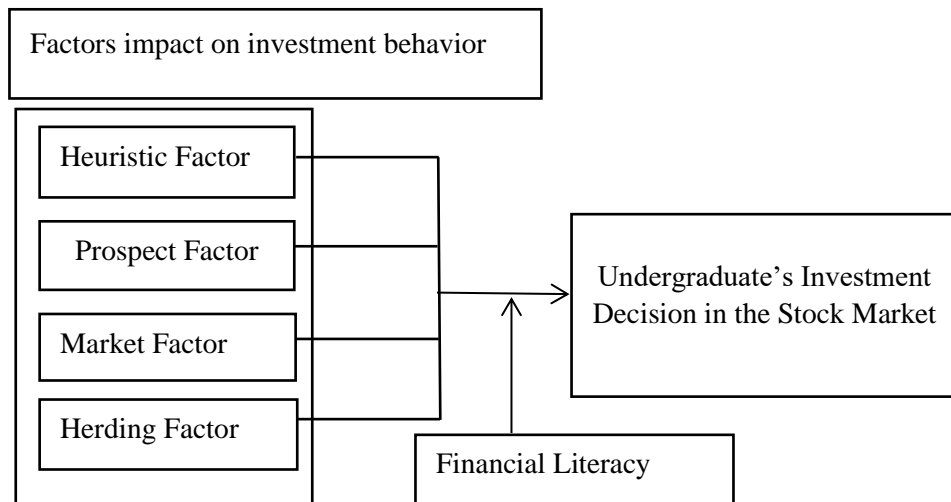 Factors impact on investment behavior
Heuristic Factor
Prospect Factor
Market Factor
Herding Factor
Undergraduate’s Investment
Decision in the Stock Market
Financial Literacy